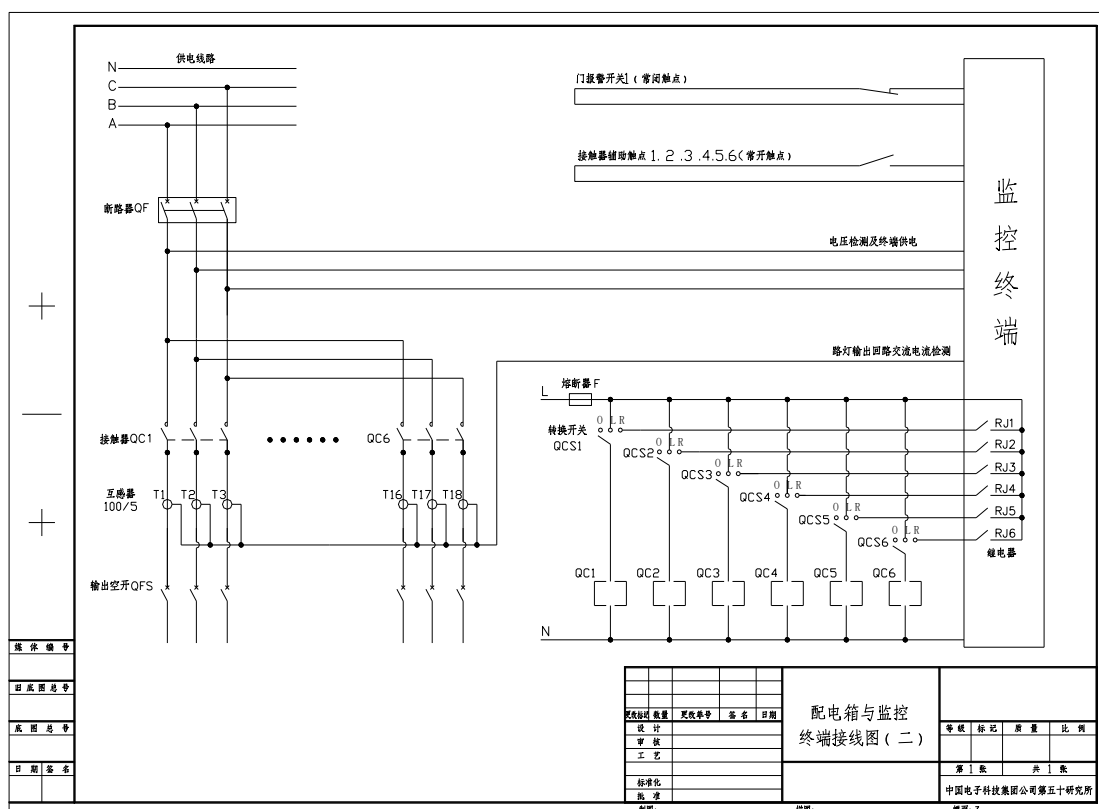 供电线路
N
C
B
A
门报警开关1（常闭触点）
接触器辅助触点1. 2 .3 .4.5.6（常开触点）
监控终端
断路器QF
电压检测及终端供电
路灯输出回路交流电流检测
L
熔断器F
接触器QC1
QC6
转换开关
QCS1
O L R
RJ1
QCS2
O L R
RJ2
QCS3
O L R
RJ3
QCS4
O L R
RJ4
QCS5
O L R
RJ5
QCS6
O L R
RJ6
继电器
互感器
100/5
T1
T2
T3
T16
T17
T18
QC1
QC2
QC3
QC4
QC5
QC6
输出空开QFS
N
媒体编号
旧底图总号
底图总号
日期 签名
更改标记 数量 更改单号 签名 日期
设计
审核
工艺
标准化
批准
配电箱与监控
终端接线图（二）
等级 标记 质量 比例
第1张 共1张
中国电子科技集团公司第五十研究所